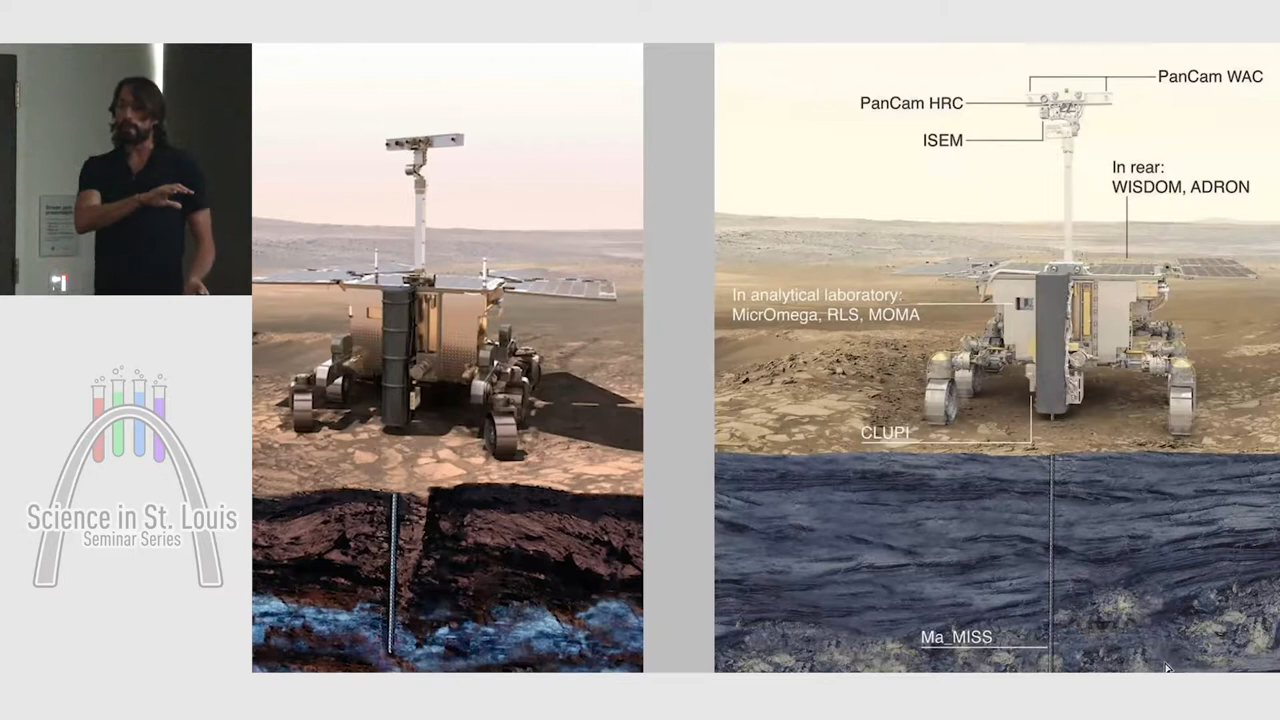 PanCam WAC
PanCam HRC
ISEM
In rear:
WISDOM, ADRON
In analytical laboratory:
MicrOmega, RLS, MOMA
CLUPI
Ma_MISS
Science in St. Louis
Seminar Series